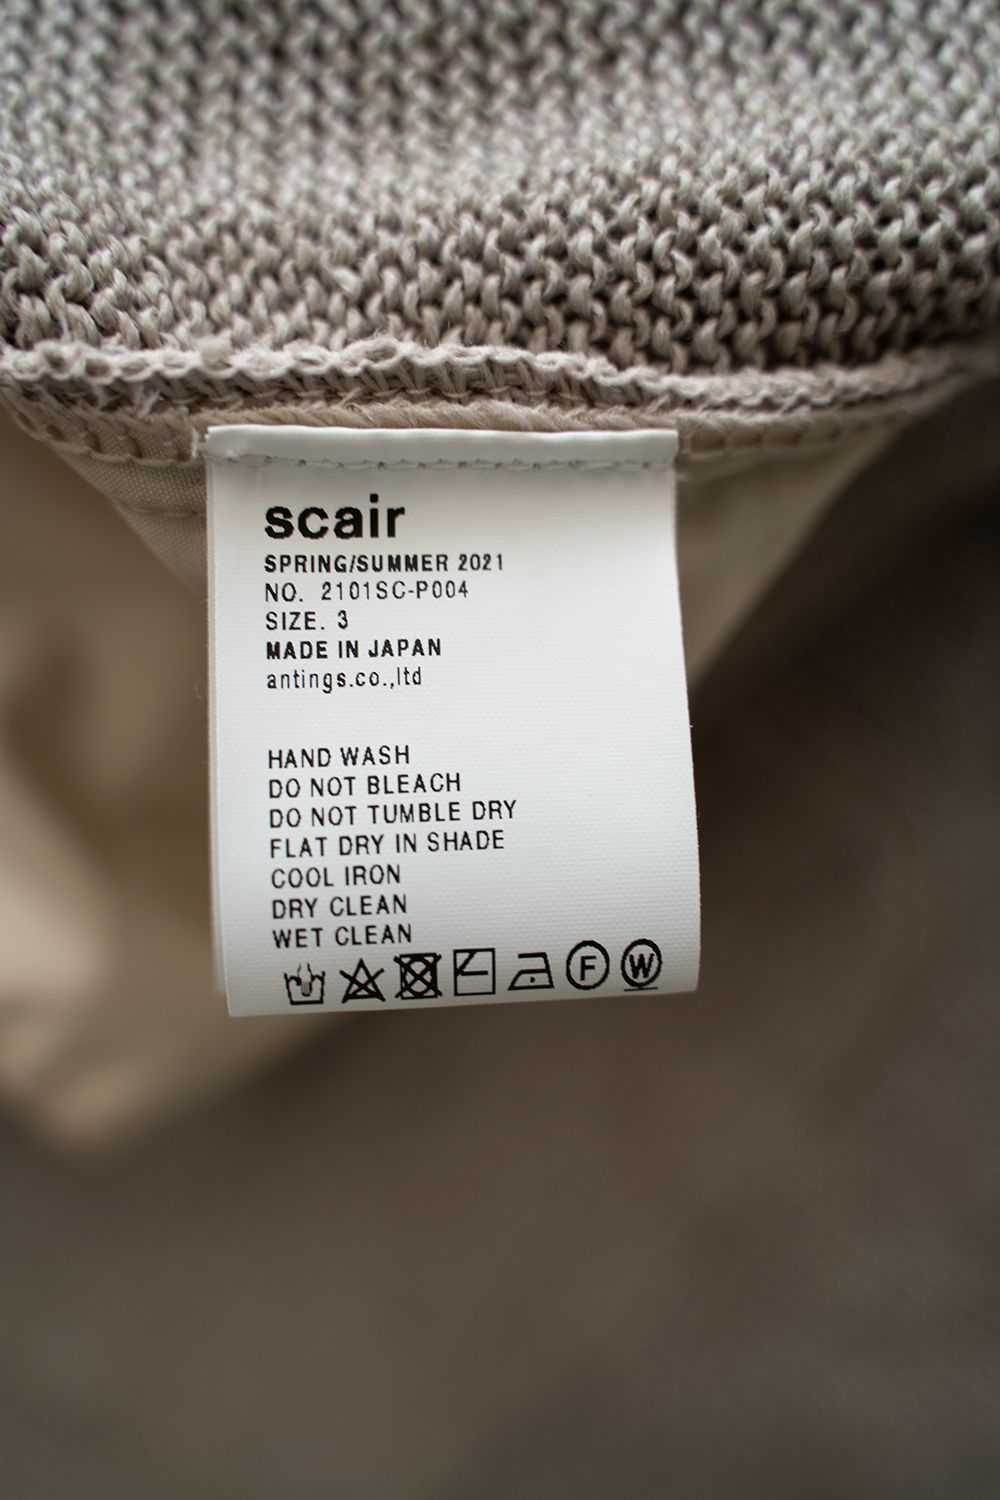 scair
SPRING/SUMMER 2021
NO. 2101SC-P004
SIZE. 3
MADE IN JAPAN
antings.co.,ltd
HAND WASH
DO NOT BLEACH
DO NOT TUMBLE DRY
FLAT DRY IN SHADE
COOL IRON
DRY CLEAN
WET CLEAN
F W